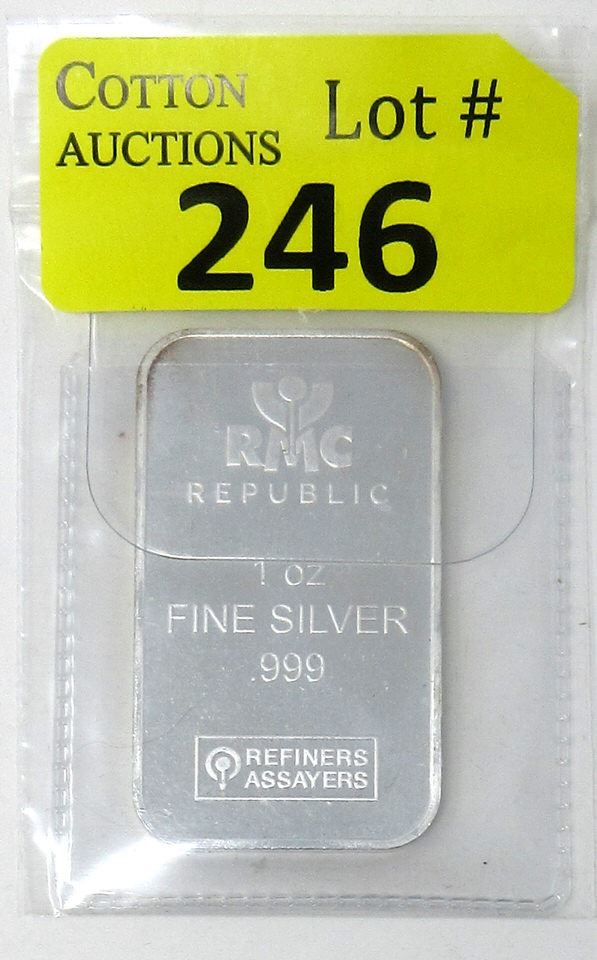 COTTON Lot #
AUCTIONS
246
RMC
REPUBLIC
1 oz
FINE SILVER
.999
REFINERS
ASSAYERS